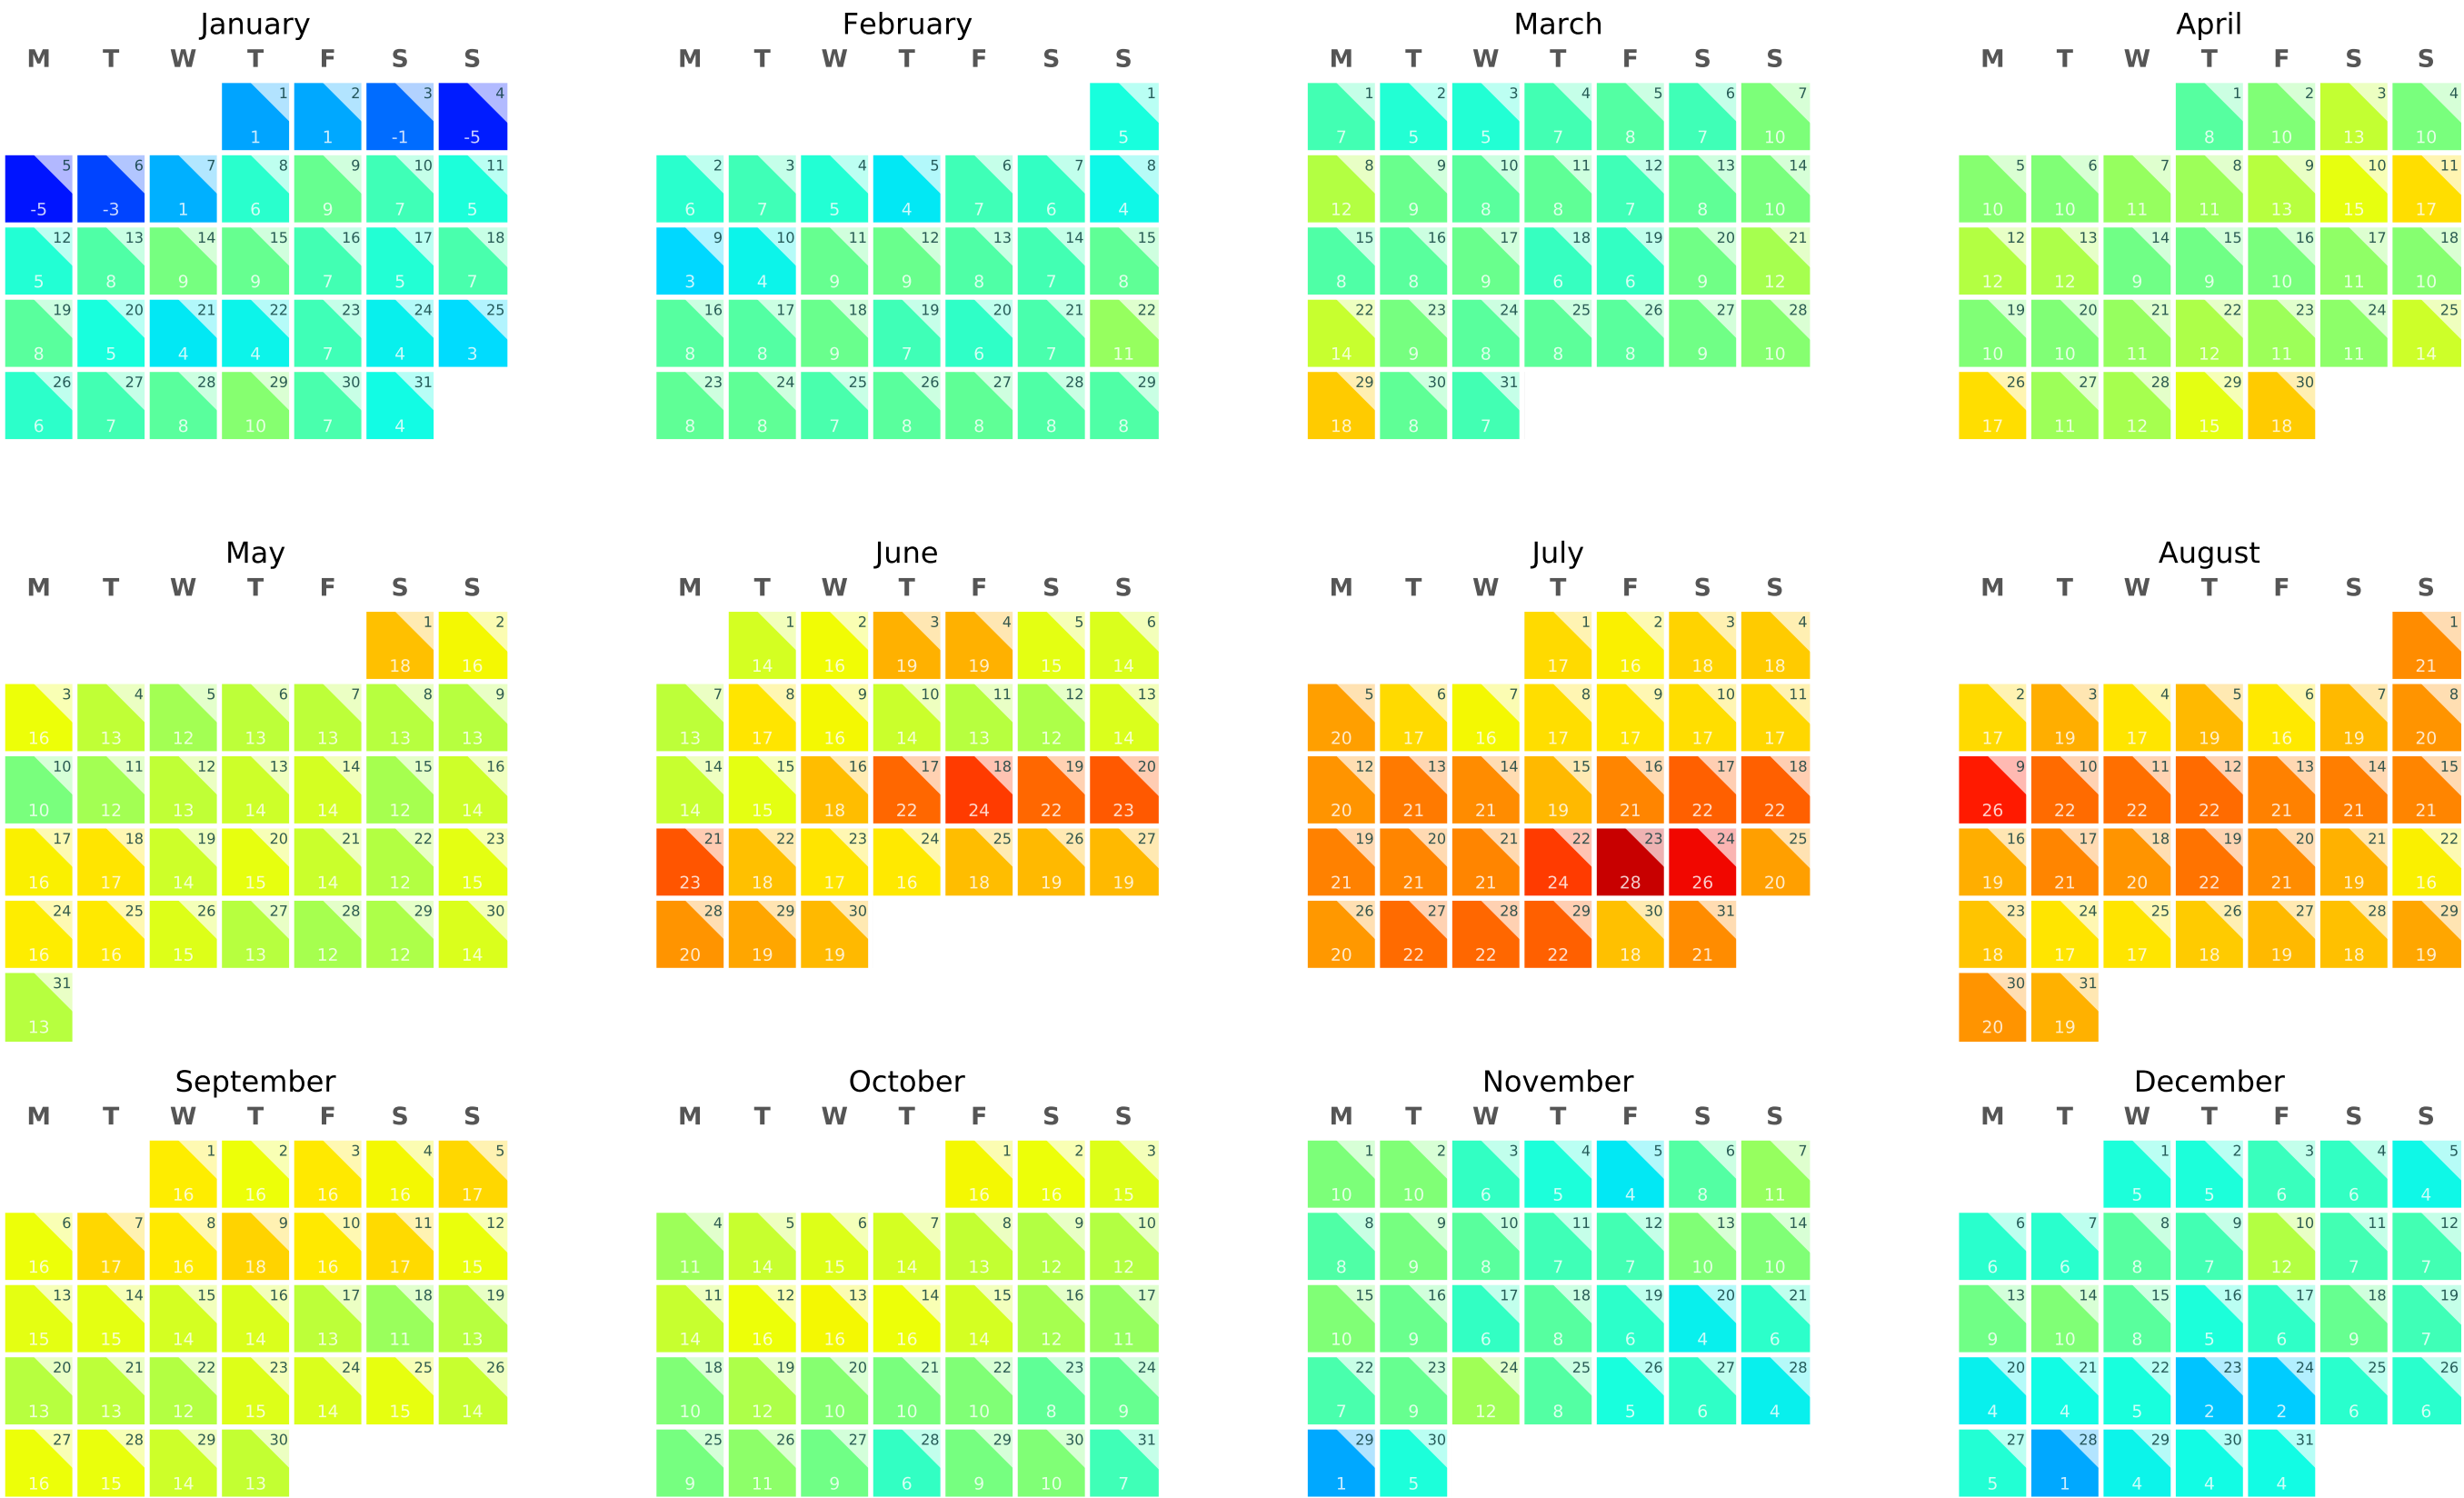 January February March April
M T W T F S S M T W T F S S M T W T F S S M T W T F S S
1 2 3 4 1 1 2 3 4 5 6 7 1 2 3 4
1 1 -1 -5 5 7 5 5 7 8 7 10 8 10 13 10
5 6 7 8 9 10 11 2 3 4 5 6 7 8 8 9 10 11 12 13 14 5 6 7 8 9 10 11
-5 -3 1 6 9 7 5 6 7 5 4 7 6 4 12 9 8 8 7 8 10 10 10 11 11 13 15 17
12 13 14 15 16 17 18 9 10 11 12 13 14 15 15 16 17 18 19 20 21 12 13 14 15 16 17 18
5 8 9 9 7 5 7 3 4 9 9 8 7 8 8 8 9 6 6 9 12 12 12 9 9 10 11 10
19 20 21 22 23 24 25 16 17 18 19 20 21 22 22 23 24 25 26 27 28 19 20 21 22 23 24 25
8 5 4 4 7 4 3 8 8 9 7 6 7 11 14 9 8 8 8 9 10 10 10 11 12 11 11 14
26 27 28 29 30 31 23 24 25 26 27 28 29 29 30 31 26 27 28 29 30
6 7 8 10 7 4 8 8 7 8 8 8 8 18 8 7 17 11 12 15 18
May June July August
M T W T F S S M T W T F S S M T W T F S S M T W T F S S
1 2 1 2 3 4 5 6 1 2 3 4 1
18 16 14 16 19 19 15 14 17 16 18 18 21
3 4 5 6 7 8 9 7 8 9 10 11 12 13 5 6 7 8 9 10 11 2 3 4 5 6 7 8
16 13 12 13 13 13 13 13 17 16 14 13 12 14 20 17 16 17 17 17 17 17 19 17 19 16 19 20
10 11 12 13 14 15 16 14 15 16 17 18 19 20 12 13 14 15 16 17 18 9 10 11 12 13 14 15
10 12 13 14 14 12 14 14 15 18 22 24 22 23 20 21 21 19 21 22 22 26 22 22 22 21 21 21
17 18 19 20 21 22 23 21 22 23 24 25 26 27 19 20 21 22 23 24 25 16 17 18 19 20 21 22
16 17 14 15 14 12 15 23 18 17 16 18 19 19 21 21 21 24 28 26 20 19 21 20 22 21 19 16
24 25 26 27 28 29 30 28 29 30 26 27 28 29 30 31 23 24 25 26 27 28 29
16 16 15 13 12 12 14 20 19 19 20 22 22 22 18 21 18 17 17 18 19 18 19
31 30 31
13 20 19
September October November December
M T W T F S S M T W T F S S M T W T F S S M T W T F S S
1 2 3 4 5 1 2 3 1 2 3 4 5 6 7 1 2 3 4 5
16 16 16 16 17 16 16 15 10 10 6 5 4 8 11 5 5 6 6 4
6 7 8 9 10 11 12 4 5 6 7 8 9 10 8 9 10 11 12 13 14 6 7 8 9 10 11 12
16 17 16 18 16 17 15 11 14 15 14 13 12 12 8 9 8 7 7 10 10 6 6 8 7 12 7 7
13 14 15 16 17 18 19 11 12 13 14 15 16 17 15 16 17 18 19 20 21 13 14 15 16 17 18 19
15 15 14 14 13 11 13 14 16 16 16 14 12 11 10 9 6 8 6 4 6 9 10 8 5 6 9 7
20 21 22 23 24 25 26 18 19 20 21 22 23 24 22 23 24 25 26 27 28 20 21 22 23 24 25 26
13 13 12 15 14 15 14 10 12 10 10 10 8 9 7 9 12 8 5 6 4 4 4 5 2 2 6 6
27 28 29 30 25 26 27 28 29 30 31 29 30 27 28 29 30 31
16 15 14 13 9 11 9 6 9 10 7 1 5 5 1 4 4 4